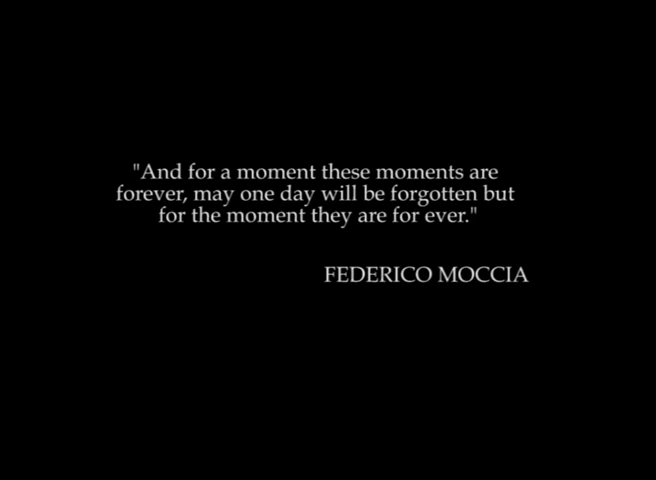 "And for a moment these moments are
forever, may one day will be forgotten but
for the moment they are for ever."
FEDERICO MOCCIA